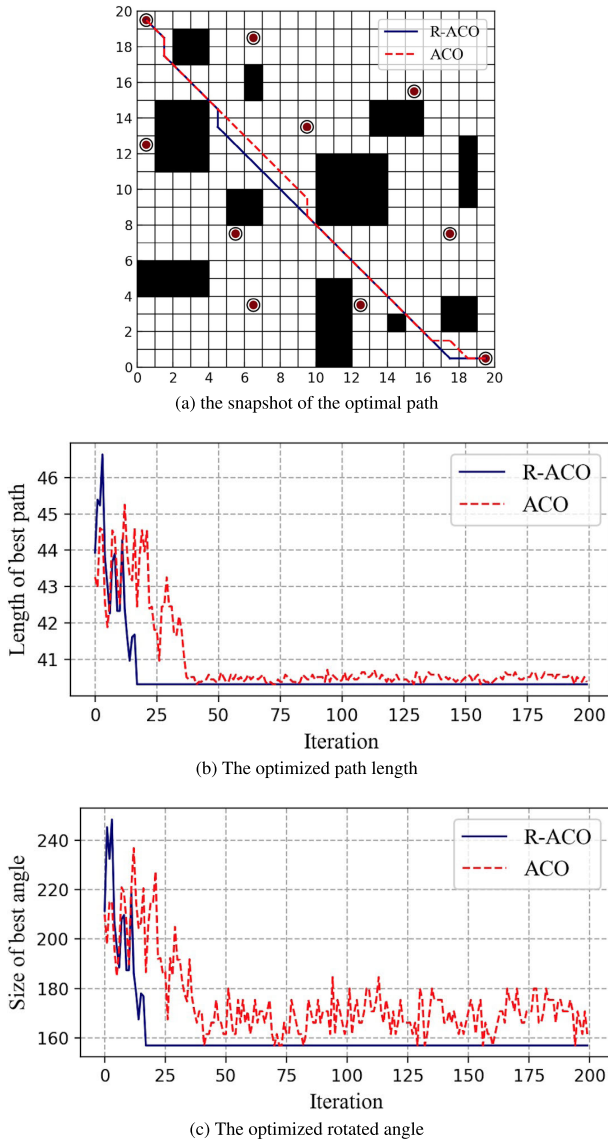 20
18
16
14
12
10
8
6
4
2
0
R-ACO
ACO
0 2 4 6 8 10 12 14 16 18 20
(a) the snapshot of the optimal path
46
45
44
43
42
41
Length of best path
R-ACO
ACO
0 25 50 75 100 125 150 175 200
Iteration
(b) The optimized path length
240
220
200
180
160
Size of best angle
R-ACO
ACO
0 25 50 75 100 125 150 175 200
Iteration
(c) The optimized rotated angle